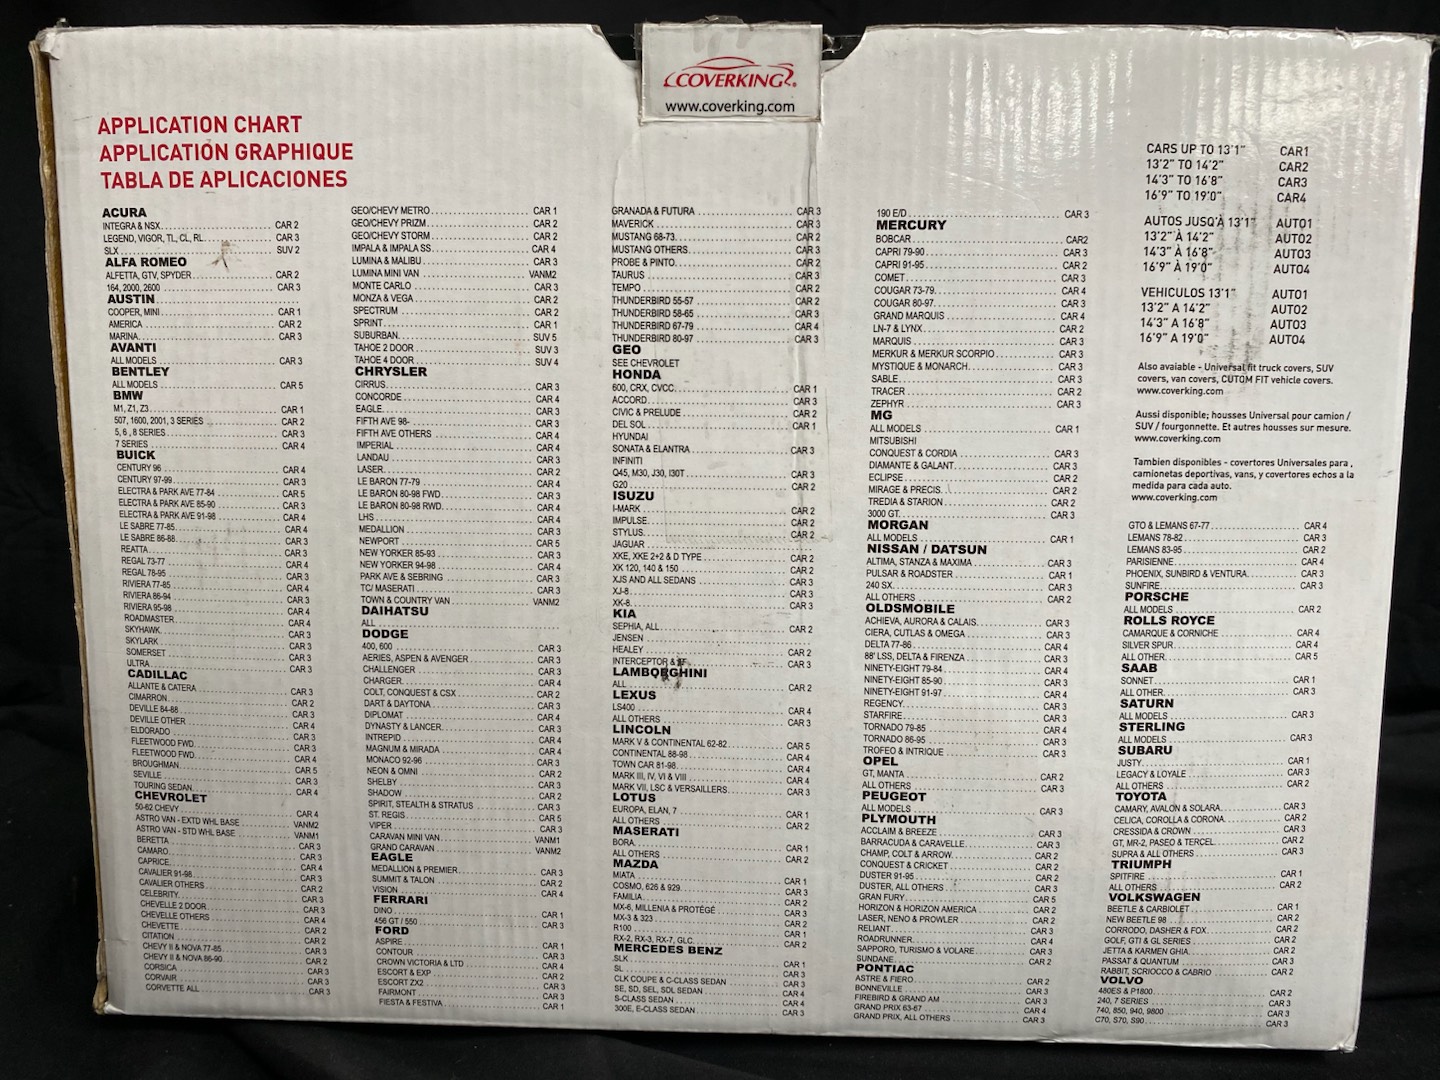 COVERKING®
www.coverking.com
APPLICATION CHART
APPLICATION GRAPHIQUE
TABLA DE APLICACIONES
ACURA
INTEGRA & NSX CAR 2
LEGEND, VIGOR, TL, CL, RL CAR 3
SLX SUV 2
ALFA ROMEO
ALFETTA, GTV, SPYDER CAR 2
164, 2000, 2600 CAR 3
AUSTIN
COOPER, MINI CAR 1
AMERICA CAR 2
MARINA CAR 3
AVANTI
ALL MODELS CAR 3
BENTLEY
ALL MODELS CAR 5
BMW
M1, Z1, Z3 CAR 1
507, 1600, 2001, 3 SERIES CAR 2
5, 6 , 8 SERIES CAR 3
7 SERIES CAR 4
BUICK
CENTURY 96 CAR 4
CENTURY 97-99 CAR 3
ELECTRA & PARK AVE 77-84 CAR 5
ELECTRA & PARK AVE 85-90 CAR 3
ELECTRA & PARK AVE 91-98 CAR 4
LE SABRE 77-85 CAR 4
LE SABRE 86-88 CAR 3
REATTA CAR 3
REGAL 73-77 CAR 4
REGAL 78-95 CAR 3
RIVIERA 77-85 CAR 4
RIVIERA 86-94 CAR 3
RIVIERA 95-98 CAR 4
ROADMASTER CAR 4
SKYHAWK CAR 3
SKYLARK CAR 3
SOMERSET CAR 3
ULTRA CAR 3
CADILLAC
ALLANTE & CATERA CAR 3
CIMARRON CAR 2
DEVILLE 84-88 CAR 3
DEVILLE OTHER CAR 4
ELDORADO CAR 3
FLEETWOOD FWD CAR 3
FLEETWOOD FWD CAR 4
BROUGHMAN CAR 5
SEVILLE CAR 3
TOURING SEDAN CAR 4
CHEVROLET
50-62 CHEVY CAR 4
ASTRO VAN - EXTD WHL BASE VANM2
ASTRO VAN - STD WHL BASE VANM1
BERETTA CAR 3
CAMARO CAR 3
CAPRICE CAR 4
CAVALIER 91-98 CAR 3
CAVALIER OTHERS CAR 2
CELEBRITY CAR 3
CHEVELLE 2 DOOR CAR 3
CHEVELLE OTHERS CAR 4
CHEVETTE CAR 2
CITATION CAR 2
CHEVY II & NOVA 77-85 CAR 3
CHEVY II & NOVA 86-90 CAR 2
CORSICA CAR 3
CORVAIR CAR 3
CORVETTE ALL CAR 3
GEO/CHEVY METRO CAR 1
GEO/CHEVY PRIZM CAR 2
GEO/CHEVY STORM CAR 2
IMPALA & IMPALA SS CAR 4
LUMINA & MALIBU CAR 3
LUMINA MINI VAN VANM2
MONTE CARLO CAR 3
MONZA & VEGA CAR 2
SPECTRUM CAR 2
SPRINT CAR 1
SUBURBAN SUV 5
TAHOE 2 DOOR SUV 3
TAHOE 4 DOOR SUV 4
CHRYSLER
CIRRUS CAR 3
CONCORDE CAR 4
EAGLE CAR 3
FIFTH AVE 98- CAR 3
FIFTH AVE OTHERS CAR 4
IMPERIAL CAR 4
LANDAU CAR 3
LASER CAR 2
LE BARON 77-79 CAR 4
LE BARON 80-98 FWD CAR 3
LE BARON 80-98 RWD CAR 4
LHS CAR 4
MEDALLION CAR 3
NEWPORT CAR 5
NEW YORKER 85-93 CAR 3
NEW YORKER 94-98 CAR 4
PARK AVE & SEBRING CAR 3
TC/ MASERATI CAR 3
TOWN & COUNTRY VAN VANM2
DAIHATSU
ALL
DODGE
400, 600 CAR 3
AERIES, ASPEN & AVENGER CAR 3
CHALLENGER CAR 3
CHARGER CAR 4
COLT, CONQUEST & CSX CAR 2
DART & DAYTONA CAR 3
DIPLOMAT CAR 4
DYNASTY & LANCER CAR 3
INTREPID CAR 4
MAGNUM & MIRADA CAR 4
MONACO 92-96 CAR 3
NEON & OMNI CAR 2
SHELBY CAR 3
SHADOW CAR 2
SPIRIT, STEALTH & STRATUS CAR 3
ST. REGIS CAR 5
VIPER CAR 3
CARAVAN MINI VAN VANM1
GRAND CARAVAN VANM2
EAGLE
MEDALLION & PREMIER CAR 3
SUMMIT & TALON CAR 2
VISION CAR 4
FERRARI
DINO CAR 1
456 GT / 550 CAR 3
FORD
ASPIRE CAR 1
CONTOUR CAR 3
CROWN VICTORIA & LTD CAR 4
ESCORT & EXP CAR 2
ESCORT ZX2 CAR 3
FAIRMONT CAR 3
FIESTA & FESTIVA CAR 1
GRANADA & FUTURA CAR 3
MAVERICK CAR 3
MUSTANG 68-73 CAR 2
MUSTANG OTHERS CAR 3
PROBE & PINTO CAR 2
TAURUS CAR 3
TEMPO CAR 2
THUNDERBIRD 55-57 CAR 2
THUNDERBIRD 58-65 CAR 3
THUNDERBIRD 67-79 CAR 4
THUNDERBIRD 80-97 CAR 3
GEO
SEE CHEVROLET
HONDA
600, CRX, CVCC CAR 1
ACCORD CAR 3
CIVIC & PRELUDE CAR 2
DEL SOL CAR 1
HYUNDAI
SONATA & ELANTRA CAR 3
INFINITI
Q45, M30, J30, I30T CAR 3
G20 CAR 2
ISUZU
I-MARK CAR 2
IMPULSE CAR 2
STYLUS CAR 2
JAGUAR
XKE, XKE 2+2 & D TYPE CAR 2
XK 120, 140 & 150 CAR 2
XJS AND ALL SEDANS CAR 3
XJ-8 CAR 3
XK-8 CAR 3
KIA
SEPHIA, ALL CAR 2
JENSEN
HEALEY CAR 2
INTERCEPTOR & CAR 3
LAMBORGHINI
ALL CAR 2
LEXUS
LS400 CAR 4
ALL OTHERS CAR 3
LINCOLN
MARK V & CONTINENTAL 62-82 CAR 5
CONTINENTAL 88-98 CAR 4
TOWN CAR 81-98 CAR 4
MARK III, IV, VI & VIII CAR 4
MARK VII, LSC & VERSAILLERS CAR 3
LOTUS
EUROPA, ELAN, 7 CAR 1
ALL OTHERS CAR 2
MASERATI
BORA CAR 1
ALL OTHERS CAR 2
MAZDA
MIATA CAR 1
COSMO, 626 & 929 CAR 3
FAMILIA CAR 2
MX-6, MILLENIA & PROTÉGÉ CAR 3
MX-3 & 323 CAR 2
R100 CAR 1
RX-2, RX-3, RX-7, GLC CAR 2
MERCEDES BENZ
SLK CAR 1
SL CAR 3
CLK COUPE & C-CLASS SEDAN CAR 3
SE, SD, SEL, SOL SEDAN CAR 4
S-CLASS SEDAN CAR 4
300E, E-CLASS SEDAN CAR 3
190 E/D CAR 3
MERCURY
BOBCAR CAR2
CAPRI 79-90 CAR 3
CAPRI 91-95 CAR 2
COMET CAR 3
COUGAR 73-79 CAR 4
COUGAR 80-97 CAR 3
GRAND MARQUIS CAR 4
LN-7 & LYNX CAR 2
MARQUIS CAR 3
MERKUR & MERKUR SCORPIO CAR 3
MYSTIQUE & MONARCH CAR 3
SABLE CAR 3
TRACER CAR 2
ZEPHYR CAR 3
MG
ALL MODELS CAR 1
MITSUBISHI
CONQUEST & CORDIA CAR 3
DIAMANTE & GALANT CAR 3
ECLIPSE CAR 2
MIRAGE & PRECIS CAR 2
TREDIA & STARION CAR 2
3000 GT CAR 3
MORGAN
ALL MODELS CAR 1
NISSAN / DATSUN
ALTIMA, STANZA & MAXIMA CAR 3
PULSAR & ROADSTER CAR 1
240 SX CAR 3
ALL OTHERS CAR 2
OLDSMOBILE
ACHIEVA, AURORA & CALAIS CAR 3
CIERA, CUTLAS & OMEGA CAR 3
DELTA 77-86 CAR 4
88' LSS, DELTA & FIRENZA CAR 3
NINETY-EIGHT 79-84 CAR 4
NINETY-EIGHT 85-90 CAR 3
NINETY-EIGHT 91-97 CAR 4
REGENCY CAR 3
STARFIRE CAR 3
TORNADO 79-85 CAR 4
TORNADO 86-95 CAR 3
TROFEO & INTRIQUE CAR 3
OPEL
GT, MANTA CAR 2
ALL OTHERS CAR 3
PEUGEOT
ALL MODELS CAR 3
PLYMOUTH
ACCLAIM & BREEZE CAR 3
BARRACUDA & CARAVELLE CAR 3
CHAMP, COLT & ARROW CAR 2
CONQUEST & CRICKET CAR 2
DUSTER 91-95 CAR 2
DUSTER, ALL OTHERS CAR 3
GRAN FURY CAR 5
HORIZON & HORIZON AMERICA CAR 2
LASER, NENO & PROWLER CAR 2
RELIANT CAR 3
ROADRUNNER CAR 4
SAPPORO, TURISMO & VOLARE CAR 3
SUNDANE CAR 2
PONTIAC
ASTRE & FIERO CAR 2
BONNEVILLE CAR 3
FIREBIRD & GRAND AM CAR 3
GRAND PRIX 63-67 CAR 4
GRAND PRIX, ALL OTHERS CAR 3
CARS UP TO 13'1" CAR1
13'2" TO 14'2" CAR2
14'3" TO 16'8" CAR3
16'9" TO 19'0" CAR4
AUTOS JUSQ'À 13'1" AUTO1
13'2" À 14'2" AUTO2
14'3" À 16'8" AUTO3
16'9" À 19'0" AUTO4
VEHICULOS 13'1" AUTO1
13'2" A 14'2" AUTO2
14'3" A 16'8" AUTO3
16'9" A 19'0" AUTO4
Also avaiable - Universal fit truck covers, SUV
covers, van covers, CUTOM FIT vehicle covers.
www.coverking.com
Aussi disponible; housses Universal pour camion /
SUV / fourgonnette. Et autres housses sur mesure.
www.coverking.com
Tambien disponibles - covertores Universales para ,
camionetas deportivas, vans, y covertores echos a la
medida para cada auto.
www.coverking.com
GTO & LEMANS 67-77 CAR 4
LEMANS 78-82 CAR 3
LEMANS 83-95 CAR 2
PARISIENNE CAR 4
PHOENIX, SUNBIRD & VENTURA CAR 3
SUNFIRE CAR 3
PORSCHE
ALL MODELS CAR 2
ROLLS ROYCE
CAMARQUE & CORNICHE CAR 4
SILVER SPUR CAR 4
ALL OTHER CAR 5
SAAB
SONNET CAR 1
ALL OTHER CAR 3
SATURN
ALL MODELS CAR 3
STERLING
ALL MODELS CAR 3
SUBARU
JUSTY CAR 1
LEGACY & LOYALE CAR 3
ALL OTHERS CAR 2
TOYOTA
CAMARY, AVALON & SOLARA CAR 3
CELICA, COROLLA & CORONA CAR 2
CRESSIDA & CROWN CAR 3
GT, MR-2, PASEO & TERCEL CAR 2
SUPRA & ALL OTHERS CAR 3
TRIUMPH
SPITFIRE CAR 1
ALL OTHERS CAR 2
VOLKSWAGEN
BEETLE & CARBIOLET CAR 1
NEW BEETLE 98 CAR 2
CORRODO, DASHER & FOX CAR 2
GOLF, GTI & GL SERIES CAR 2
JETTA & KARMEN GHIA CAR 2
PASSAT & QUANTUM CAR 3
RABBIT, SCRIOCCO & CABRIO CAR 2
VOLVO
480ES & P1800 CAR 2
240, 7 SERIES CAR 3
740, 850, 940, 9800 CAR 3
C70, S70, S90 CAR 3